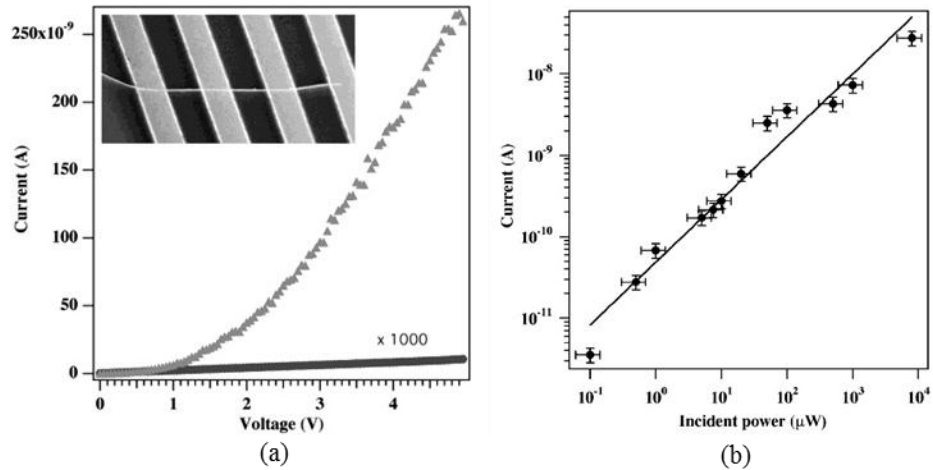 250x10⁻⁹
200
150
100
50
0
Current (A)
x 1000
0 1 2 3 4
Voltage (V)
(a)
10⁻⁸
10⁻⁹
10⁻¹⁰
10⁻¹¹
Current (A)
10⁻¹ 10⁰ 10¹ 10² 10³ 10⁴
Incident power (μW)
(b)